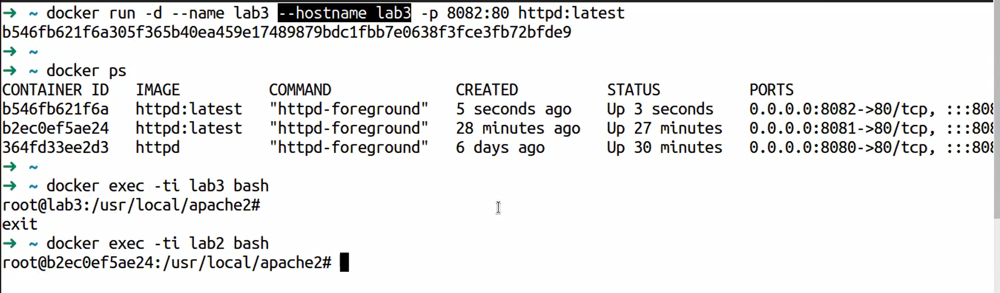 → ~ docker run -d --name lab3 --hostname lab3 -p 8082:80 httpd:latest
b546fb621f6a305f365b40ea459e17489879bdc1fbb7e0638f3fce3fb72bfde9
→ ~
→ ~ docker ps
CONTAINER ID IMAGE COMMAND CREATED STATUS PORTS
b546fb621f6a httpd:latest "httpd-foreground" 5 seconds ago Up 3 seconds 0.0.0.0:8082->80/tcp, :::808
b2ec0ef5ae24 httpd:latest "httpd-foreground" 28 minutes ago Up 27 minutes 0.0.0.0:8081->80/tcp, :::808
364fd33ee2d3 httpd "httpd-foreground" 6 days ago Up 30 minutes 0.0.0.0:8080->80/tcp, :::808
→ ~
→ ~ docker exec -ti lab3 bash
root@lab3:/usr/local/apache2#
exit
→ ~ docker exec -ti lab2 bash
root@b2ec0ef5ae24:/usr/local/apache2#